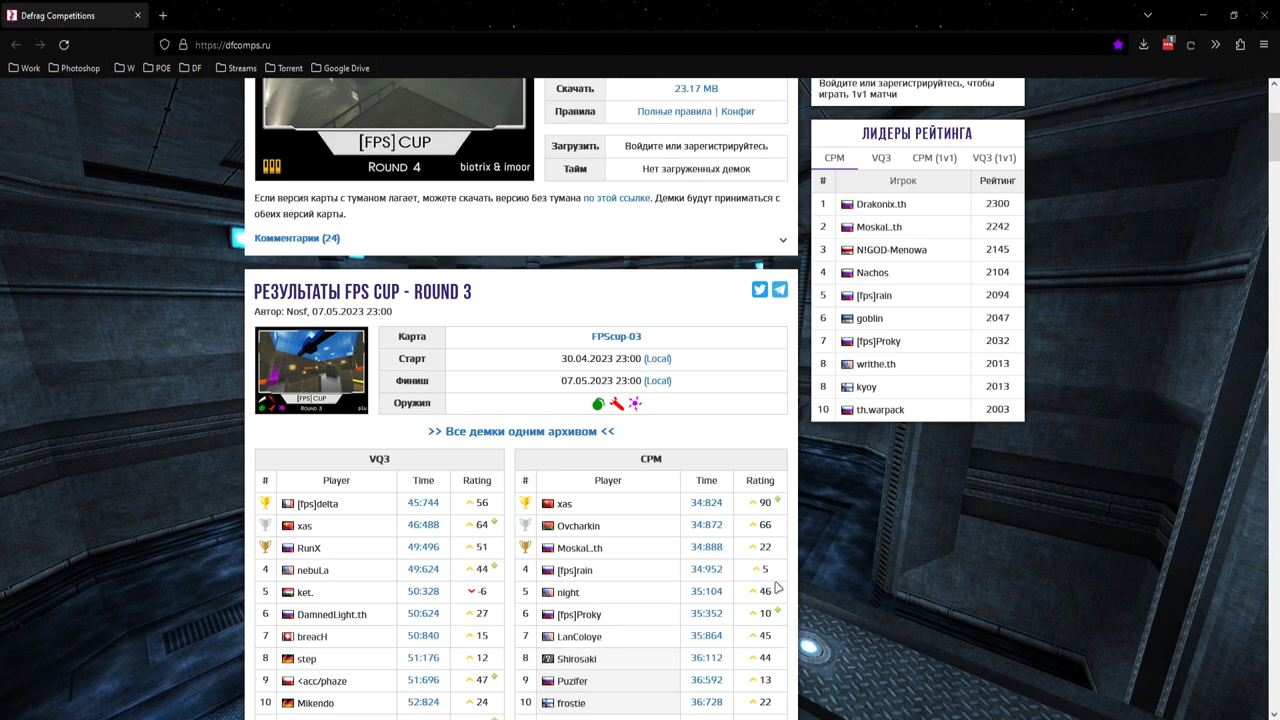 Defrag Competitions
https://dfcomps.ru
1
Work Photoshop W POE DF Streams Torrent Google Drive
[FPS] CUP
ROUND 4 biotrix & imoor
Скачать 23.17 MB
Правила Полные правила | Конфиг
Загрузить Войдите или зарегистрируйтесь
Тайм Нет загруженных демок
Если версия карты с туманом лагает, можете скачать версию без тумана по этой ссылке. Демки будут приниматься с
обеих версий карты.
Комментарии (24)
РЕЗУЛЬТАТЫ FPS CUP - ROUND 3
Автор: Nosf, 07.05.2023 23:00
[FPS] CUP
ROUND 3
Карта FPScup-03
Старт 30.04.2023 23:00 (Local)
Финиш 07.05.2023 23:00 (Local)
Оружия
>> Все демки одним архивом <<
VQ3
# Player Time Rating
[fps]delta 45:744 56
xas 46:488 64
RunX 49:496 51
4 nebuLa 49:624 44
5 ket. 50:328 -6
6 DamnedLight.th 50:624 27
7 breacH 50:840 15
8 step 51:176 12
9 <acc/phaze 51:696 47
10 Mikendo 52:824 24
CPM
# Player Time Rating
xas 34:824 90
Ovcharkin 34:872 66
MoskaL.th 34:888 22
4 [fps]rain 34:952 5
5 night 35:104 46
6 [fps]Proky 35:352 10
7 LanColoye 35:864 45
8 Shirosaki 36:112 44
9 Puzifer 36:592 13
10 frostie 36:728 22
Войдите или зарегистрируйтесь, чтобы
играть 1v1 матчи
ЛИДЕРЫ РЕЙТИНГА
CPM VQ3 CPM (1v1) VQ3 (1v1)
# Игрок Рейтинг
1 Drakonix.th 2300
2 MoskaL.th 2242
3 N!GOD-Menowa 2145
4 Nachos 2104
5 [fps]rain 2094
6 goblin 2047
7 [fps]Proky 2032
8 writhe.th 2013
8 kyoy 2013
10 th.warpack 2003